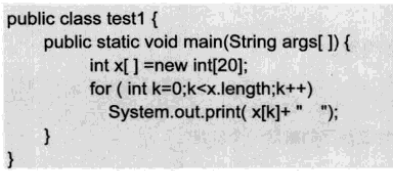 public class test1 {
public static void main(String args[ ]) {
int x[ ] =new int[20];
for ( int k=0;k<x.length;k++)
System.out.print( x[k]+ "   ");
}
}